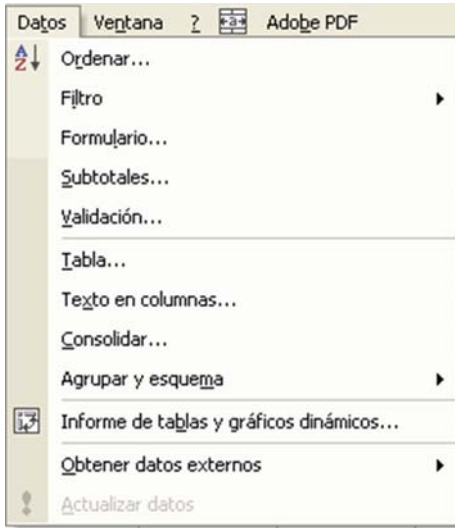 Datos Ventana ? Adobe PDF
Ordenar...
Filtro
Formulario...
Subtotales...
Validación...
Tabla...
Texto en columnas...
Consolidar...
Agrupar y esquema
Informe de tablas y gráficos dinámicos...
Obtener datos externos
Actualizar datos